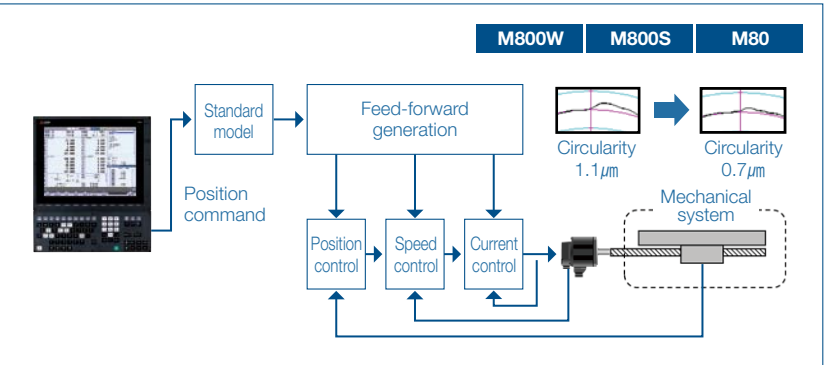 M800W M800S M80
Standard
model
Feed-forward
generation
Circularity
1.1μm
Circularity
0.7μm
Position
command
Mechanical
system
Position
control
Speed
control
Current
control